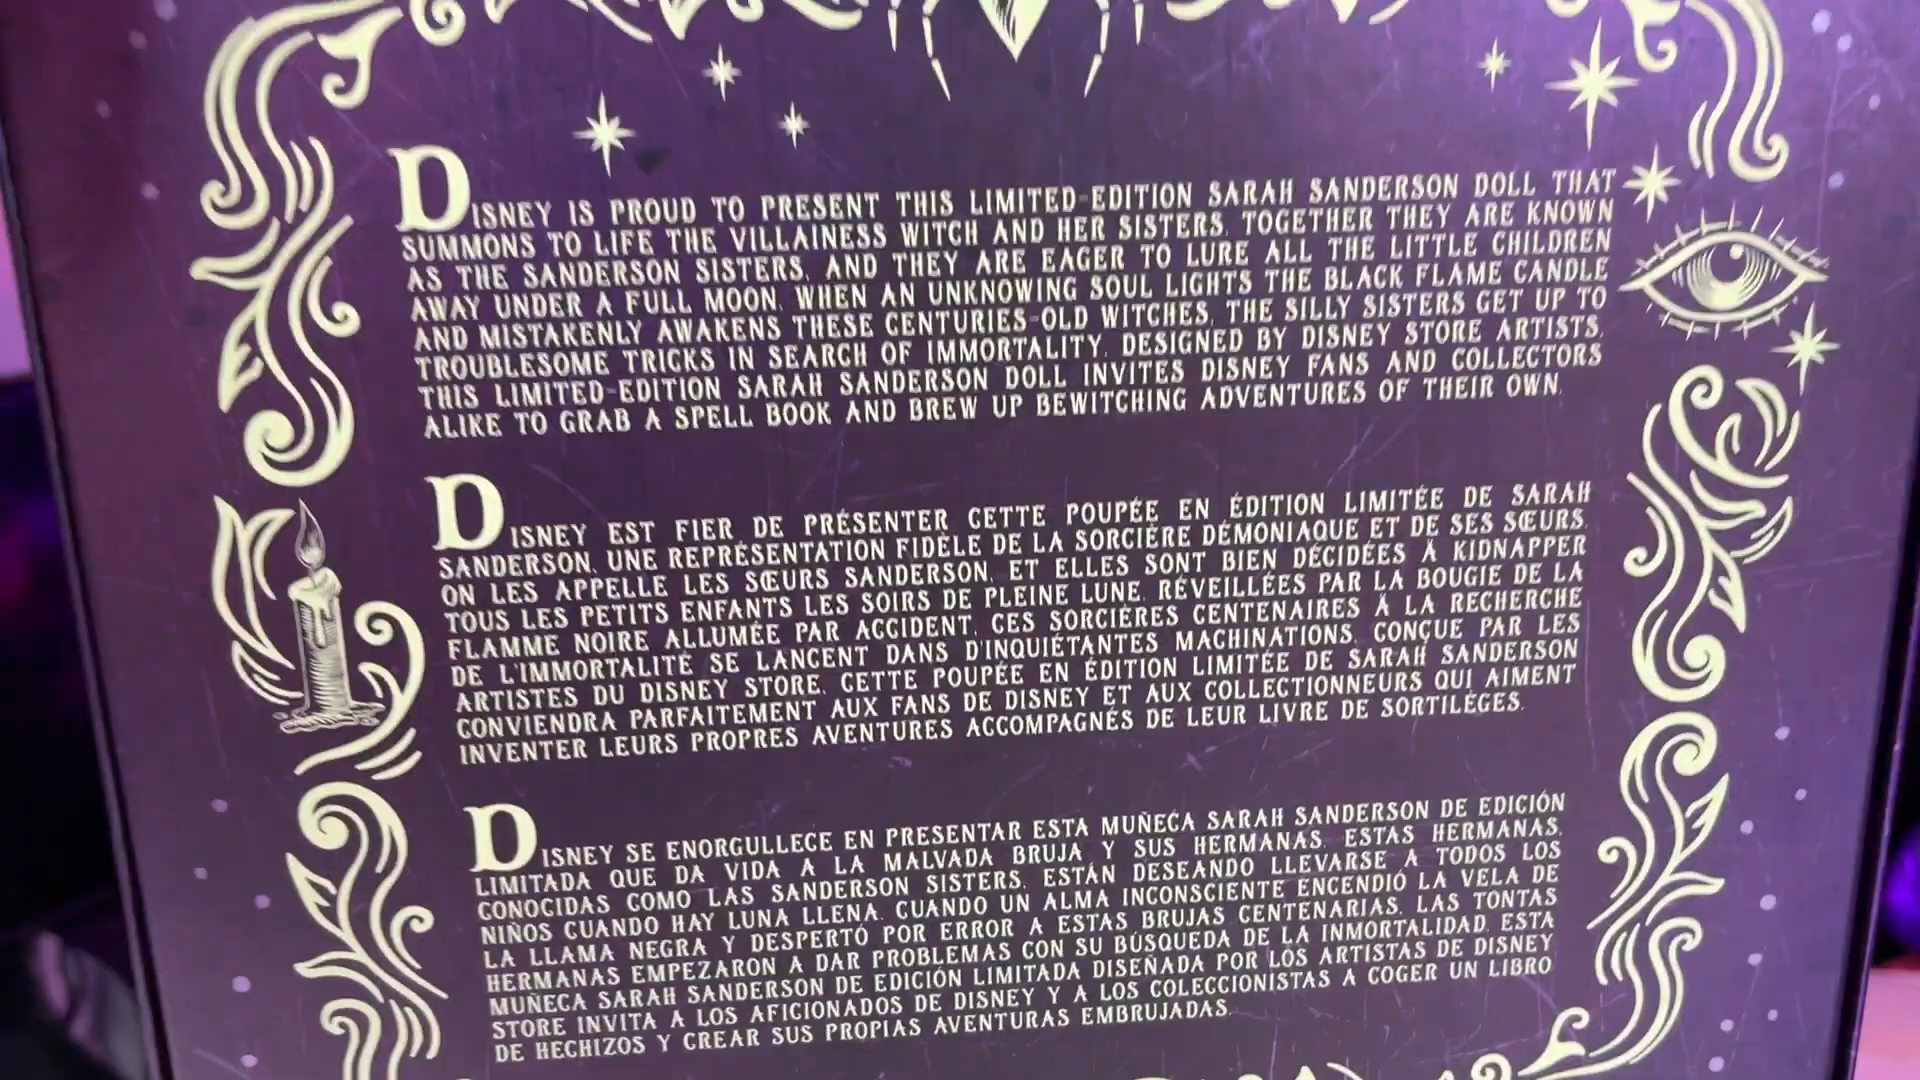 DISNEY IS PROUD TO PRESENT THIS LIMITED-EDITION SARAH SANDERSON DOLL THAT
SUMMONS TO LIFE THE VILLAINESS WITCH AND HER SISTERS. TOGETHER THEY ARE KNOWN
AS THE SANDERSON SISTERS, AND THEY ARE EAGER TO LURE ALL THE LITTLE CHILDREN
AWAY UNDER A FULL MOON. WHEN AN UNKNOWING SOUL LIGHTS THE BLACK FLAME CANDLE
AND MISTAKENLY AWAKENS THESE CENTURIES-OLD WITCHES, THE SILLY SISTERS GET UP TO
TROUBLESOME TRICKS IN SEARCH OF IMMORTALITY. DESIGNED BY DISNEY STORE ARTISTS,
THIS LIMITED-EDITION SARAH SANDERSON DOLL INVITES DISNEY FANS AND COLLECTORS
ALIKE TO GRAB A SPELL BOOK AND BREW UP BEWITCHING ADVENTURES OF THEIR OWN.
DISNEY EST FIER DE PRÉSENTER CETTE POUPÉE EN ÉDITION LIMITÉE DE SARAH
SANDERSON, UNE REPRÉSENTATION FIDÈLE DE LA SORCIÈRE DÉMONIAQUE ET DE SES SŒURS.
ON LES APPELLE LES SŒURS SANDERSON, ET ELLES SONT BIEN DÉCIDÉES À KIDNAPPER
TOUS LES PETITS ENFANTS LES SOIRS DE PLEINE LUNE. RÉVEILLÉES PAR LA BOUGIE DE LA
FLAMME NOIRE ALLUMÉE PAR ACCIDENT, CES SORCIÈRES CENTENAIRES À LA RECHERCHE
DE L'IMMORTALITÉ SE LANCENT DANS D'INQUIÉTANTES MACHINATIONS. CONÇUE PAR LES
ARTISTES DU DISNEY STORE, CETTE POUPÉE EN ÉDITION LIMITÉE DE SARAH SANDERSON
CONVIENDRA PARFAITEMENT AUX FANS DE DISNEY ET AUX COLLECTIONNEURS QUI AIMENT
INVENTER LEURS PROPRES AVENTURES ACCOMPAGNÉS DE LEUR LIVRE DE SORTILÈGES.
DISNEY SE ENORGULLECE EN PRESENTAR ESTA MUÑECA SARAH SANDERSON DE EDICIÓN
LIMITADA QUE DA VIDA A LA MALVADA BRUJA Y SUS HERMANAS. ESTAS HERMANAS,
CONOCIDAS COMO LAS SANDERSON SISTERS, ESTÁN DESEANDO LLEVARSE A TODOS LOS
NIÑOS CUANDO HAY LUNA LLENA. CUANDO UN ALMA INCONSCIENTE ENCENDIÓ LA VELA DE
LA LLAMA NEGRA Y DESPERTÓ POR ERROR A ESTAS BRUJAS CENTENARIAS, LAS TONTAS
HERMANAS EMPEZARON A DAR PROBLEMAS CON SU BÚSQUEDA DE LA INMORTALIDAD. ESTA
MUÑECA SARAH SANDERSON DE EDICIÓN LIMITADA DISEÑADA POR LOS ARTISTAS DE DISNEY
STORE INVITA A LOS AFICIONADOS DE DISNEY Y A LOS COLECCIONISTAS A COGER UN LIBRO
DE HECHIZOS Y CREAR SUS PROPIAS AVENTURAS EMBRUJADAS.